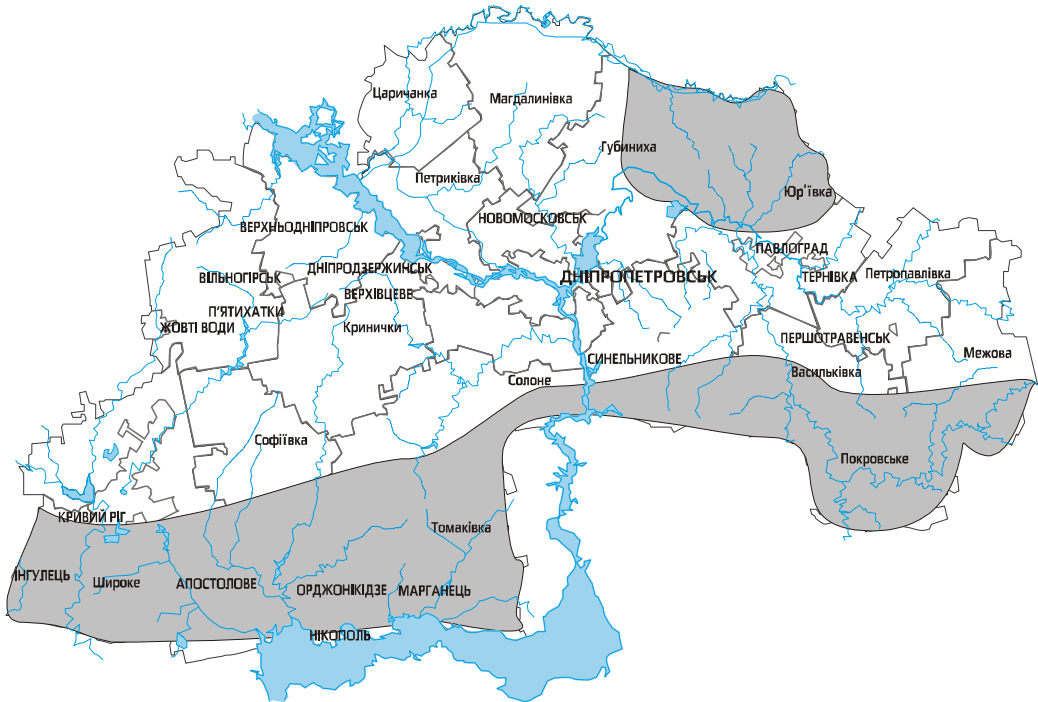 Царичанка
Магдалинівка
Губиниха
Петриківка
Юр'ївка
НОВОМОСКОВСЬК
ВЕРХНЬОДНІПРОВСЬК
ПАВЛОГРАД
ДНІПРОДЗЕРЖИНСЬК
ДНІПРОПЕТРОВСЬК
ТЕРНІВКА
Петропавлівка
ВІЛЬНОГІРСЬК
ВЕРХІВЦЕВЕ
П'ЯТИХАТКИ
ЖОВТІ ВОДИ
Кринички
ПЕРШОТРАВЕНСЬК
Межова
СИНЕЛЬНИКОВЕ
Васильківка
Солоне
Софіївка
Покровське
КРИВИЙ РІГ
Томаківка
ІНГУЛЕЦЬ
Широке
АПОСТОЛОВЕ
ОРДЖОНІКІДЗЕ
МАРГАНЕЦЬ
НІКОПОЛЬ